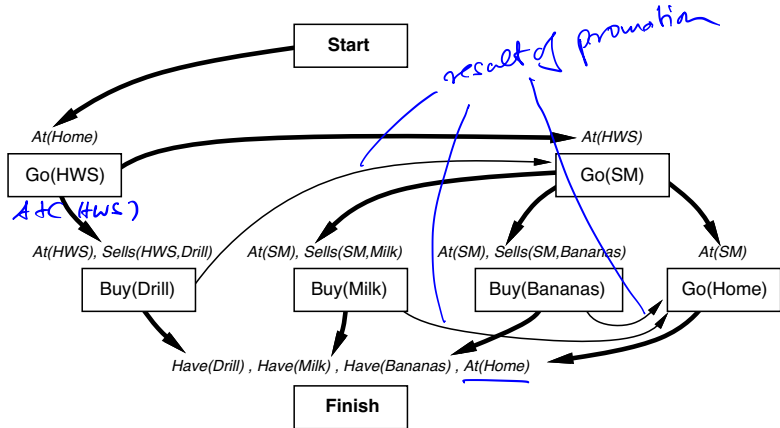 Start
resalt of promation
At(Home)
At(HWS)
Go(HWS)
Go(SM)
At(HWS)
At(HWS), Sells(HWS,Drill)
At(SM), Sells(SM,Milk)
At(SM), Sells(SM,Bananas)
At(SM)
Buy(Drill)
Buy(Milk)
Buy(Bananas)
Go(Home)
Have(Drill) , Have(Milk) , Have(Bananas) , At(Home)
Finish